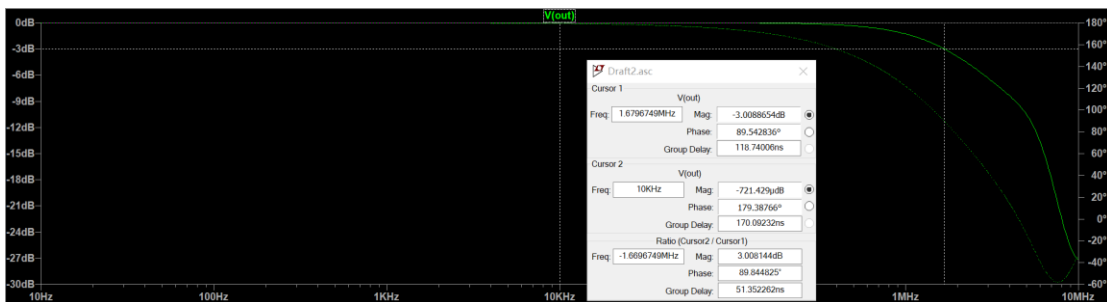 V(out)
0dB
-3dB
-6dB
-9dB
-12dB
-15dB
-18dB
-21dB
-24dB
-27dB
-30dB
180°
160°
140°
120°
100°
80°
60°
40°
20°
0°
-20°
-40°
-60°
10Hz
100Hz
1KHz
10KHz
1MHz
10MHz
Draft2.asc
Cursor 1
V(out)
Freq: 1.6796749MHz Mag: -3.0088654dB
Phase: 89.542836°
Group Delay: 118.74006ns
Cursor 2
V(out)
Freq: 10KHz Mag: -721.429µdB
Phase: 179.38766°
Group Delay: 170.09232ns
Ratio (Cursor2 / Cursor1)
Freq: -1.6696749MHz Mag: 3.008144dB
Phase: 89.844825°
Group Delay: 51.352262ns